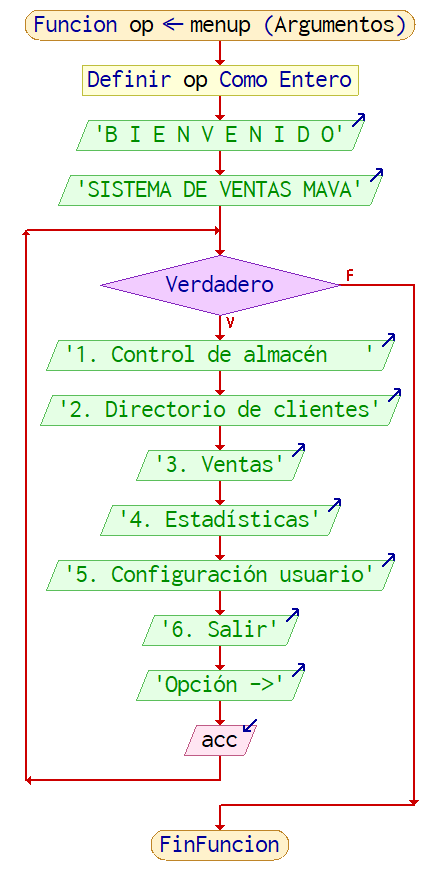 Funcion op <- menup (Argumentos)
Definir op Como Entero
'B I E N V E N I D O'
'SISTEMA DE VENTAS MAVA'
Verdadero
F
V
'1. Control de almacén   '
'2. Directorio de clientes'
'3. Ventas'
'4. Estadísticas'
'5. Configuración usuario'
'6. Salir'
'Opción ->'
acc
FinFuncion